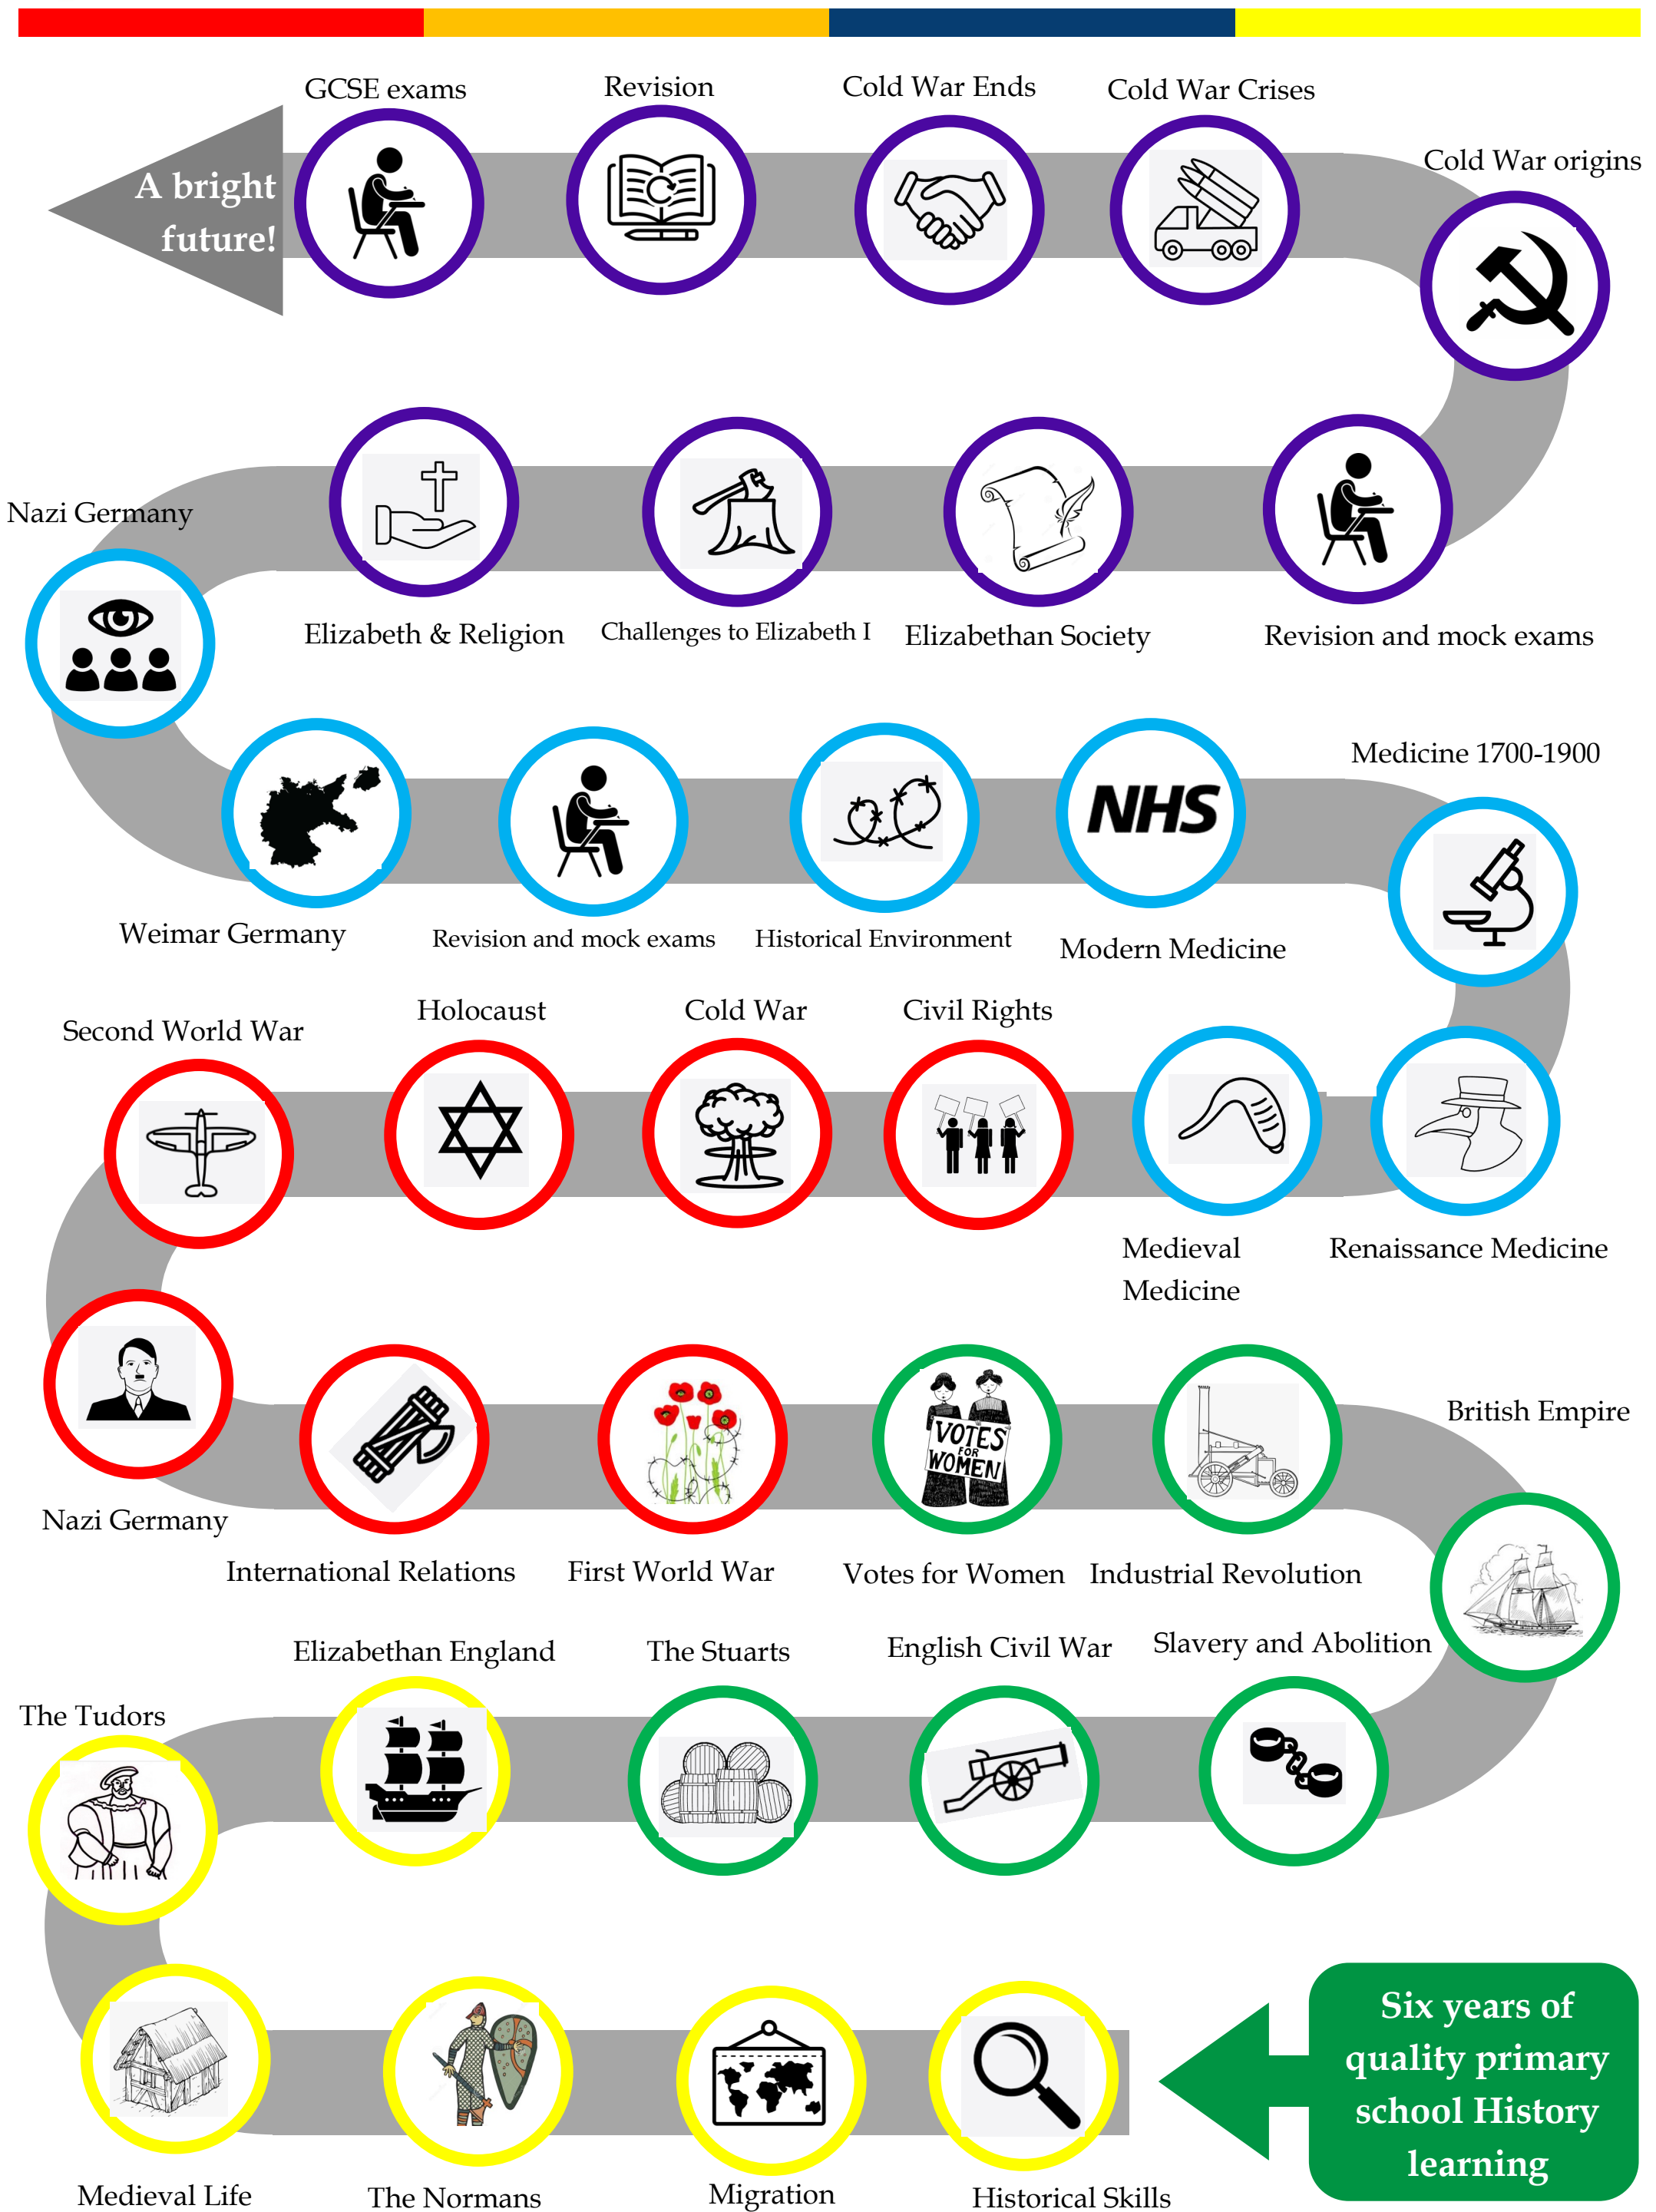 GCSE exams
Revision
Cold War Ends
Cold War Crises
Cold War origins
A bright
future!
Nazi Germany
Elizabeth & Religion
Challenges to Elizabeth I
Elizabethan Society
Revision and mock exams
Medicine 1700-1900
NHS
Weimar Germany
Revision and mock exams
Historical Environment
Modern Medicine
Second World War
Holocaust
Cold War
Civil Rights
Medieval
Medicine
Renaissance Medicine
British Empire
VOTES
FOR
WOMEN
Nazi Germany
International Relations
First World War
Votes for Women
Industrial Revolution
Elizabethan England
The Stuarts
English Civil War
Slavery and Abolition
The Tudors
Six years of
quality primary
school History
learning
Medieval Life
The Normans
Migration
Historical Skills